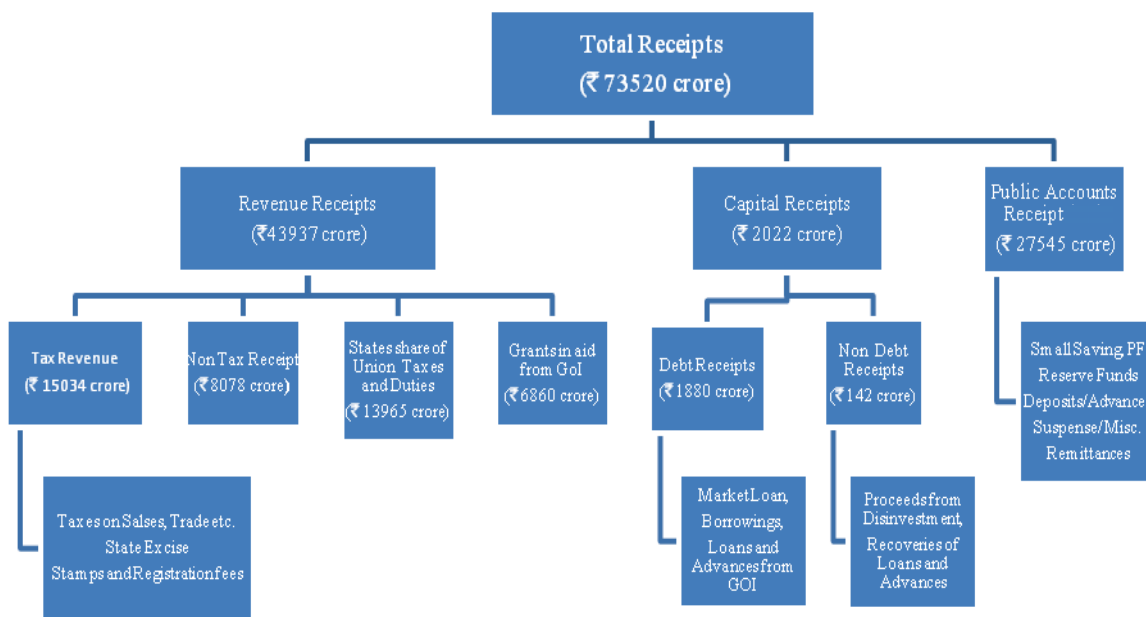 Total Receipts
(₹ 73520 crore)
Revenue Receipts
(₹43937 crore)
Capital Receipts
(₹ 2022 crore)
Public Accounts
Receipt
(₹ 27545 crore)
Tax Revenue
(₹ 15034 crore)
Non Tax Receipt
(₹8078 crore)
States share of
Union Taxes
and Duties
(₹ 13965 crore)
Grants in aid
from GoI
(₹6860 crore)
Debt Receipts
(₹1880 crore)
Non Debt
Receipts
(₹142 crore)
Small Saving, PF
Reserve Funds
Deposits/Advance
Suspense/Misc.
Remittances
Taxes on Salses, Trade etc.
State Excise
Stamps and Registration fees
Market Loan,
Borrowings,
Loans and
Advances from
GOI
Proceeds from
Disinvestment,
Recoveries of
Loans and
Advances